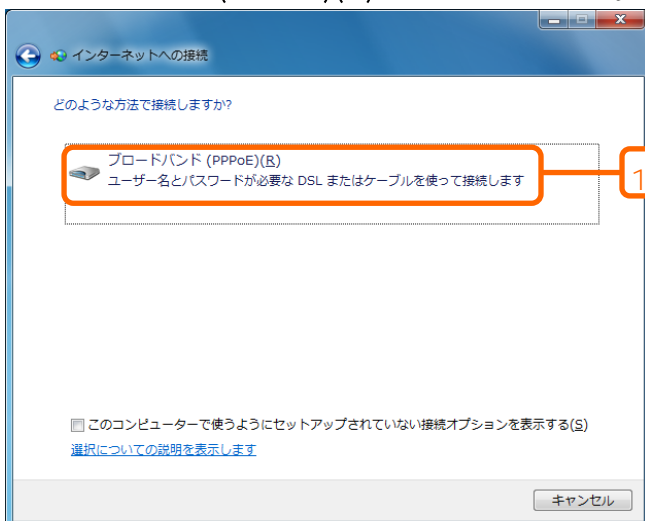 インターネットへの接続
どのような方法で接続しますか?
ブロードバンド (PPPoE)(R)
ユーザー名とパスワードが必要な DSL またはケーブルを使って接続します
1
このコンピューターで使うようにセットアップされていない接続オプションを表示する(S)
選択についての説明を表示します
キャンセル